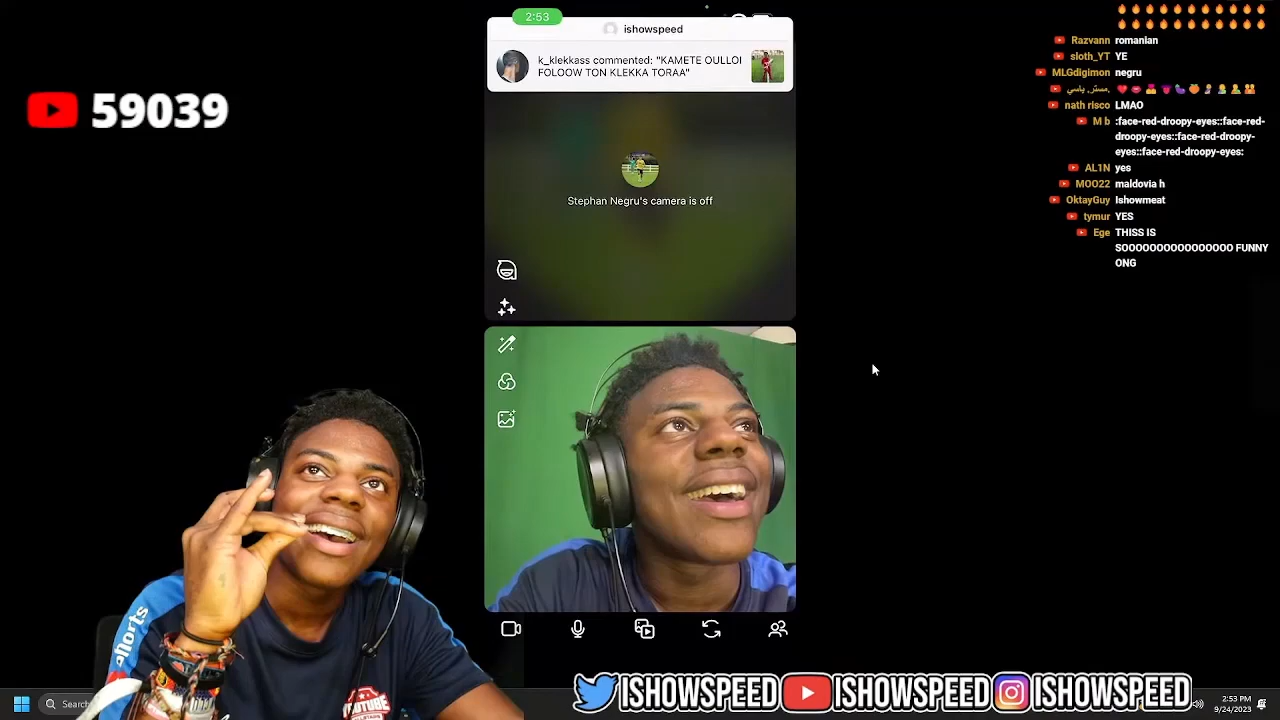 2:53
ishowspeed
k_klekkass commented: "KAMETE OULLOI
FOLOOW TON KLEKKA TORAA"
59039
Stephan Negru's camera is off
🔥🔥🔥🔥🔥🔥🔥🔥🔥🔥
🔥🔥🔥🔥🔥🔥🔥🔥🔥🔥
Razvann romanian
sloth_YT YE
MLGdigimon negru
nath risco LMAO
M b :face-red-droopy-eyes::face-red-
droopy-eyes::face-red-droopy-
eyes::face-red-droopy-eyes:
AL1N yes
MOO22 maldovia h
OktayGuy Ishowmeat
tymur YES
Ege THISS IS
SOOOOOOOOOOOOOOO FUNNY
ONG
shorts
YOUTUBE
ISHOWSPEED ISHOWSPEED ISHOWSPEED
Search
2:53 PM
9/24/2023